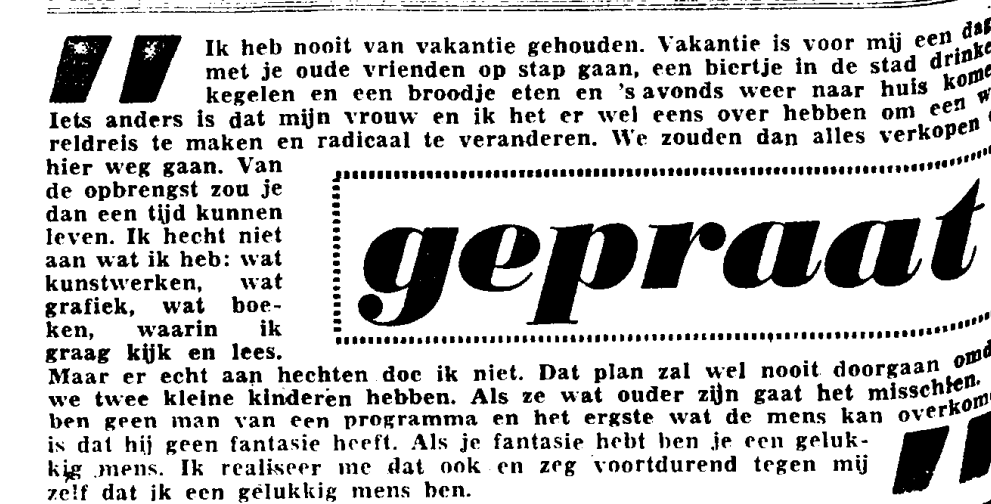 Ik heb nooit van vakantie gehouden. Vakantie is voor mij een dag
met je oude vrienden op stap gaan, een biertje in de stad drinke
kegelen en een broodje eten en 's avonds weer naar huis kome
Iets anders is dat mijn vrouw en ik het er wel eens over hebben om een w
reldreis te maken en radicaal te veranderen. We zouden dan alles verkopen
hier weg gaan. Van
de opbrengst zou je
dan een tijd kunnen
leven. Ik hecht niet
aan wat ik heb: wat
kunstwerken, wat
grafiek, wat boe-
ken, waarin ik
graag kijk en lees.
gepraat
Maar er echt aan hechten doe ik niet. Dat plan zal wel nooit doorgaan omd
we twee kleine kinderen hebben. Als ze wat ouder zijn gaat het misschien.
ben geen man van een programma en het ergste wat de mens kan overkom
is dat hij geen fantasie heeft. Als je fantasie hebt ben je een geluk-
kig mens. Ik realiseer me dat ook en zeg voortdurend tegen mij
zelf dat ik een gelukkig mens ben.